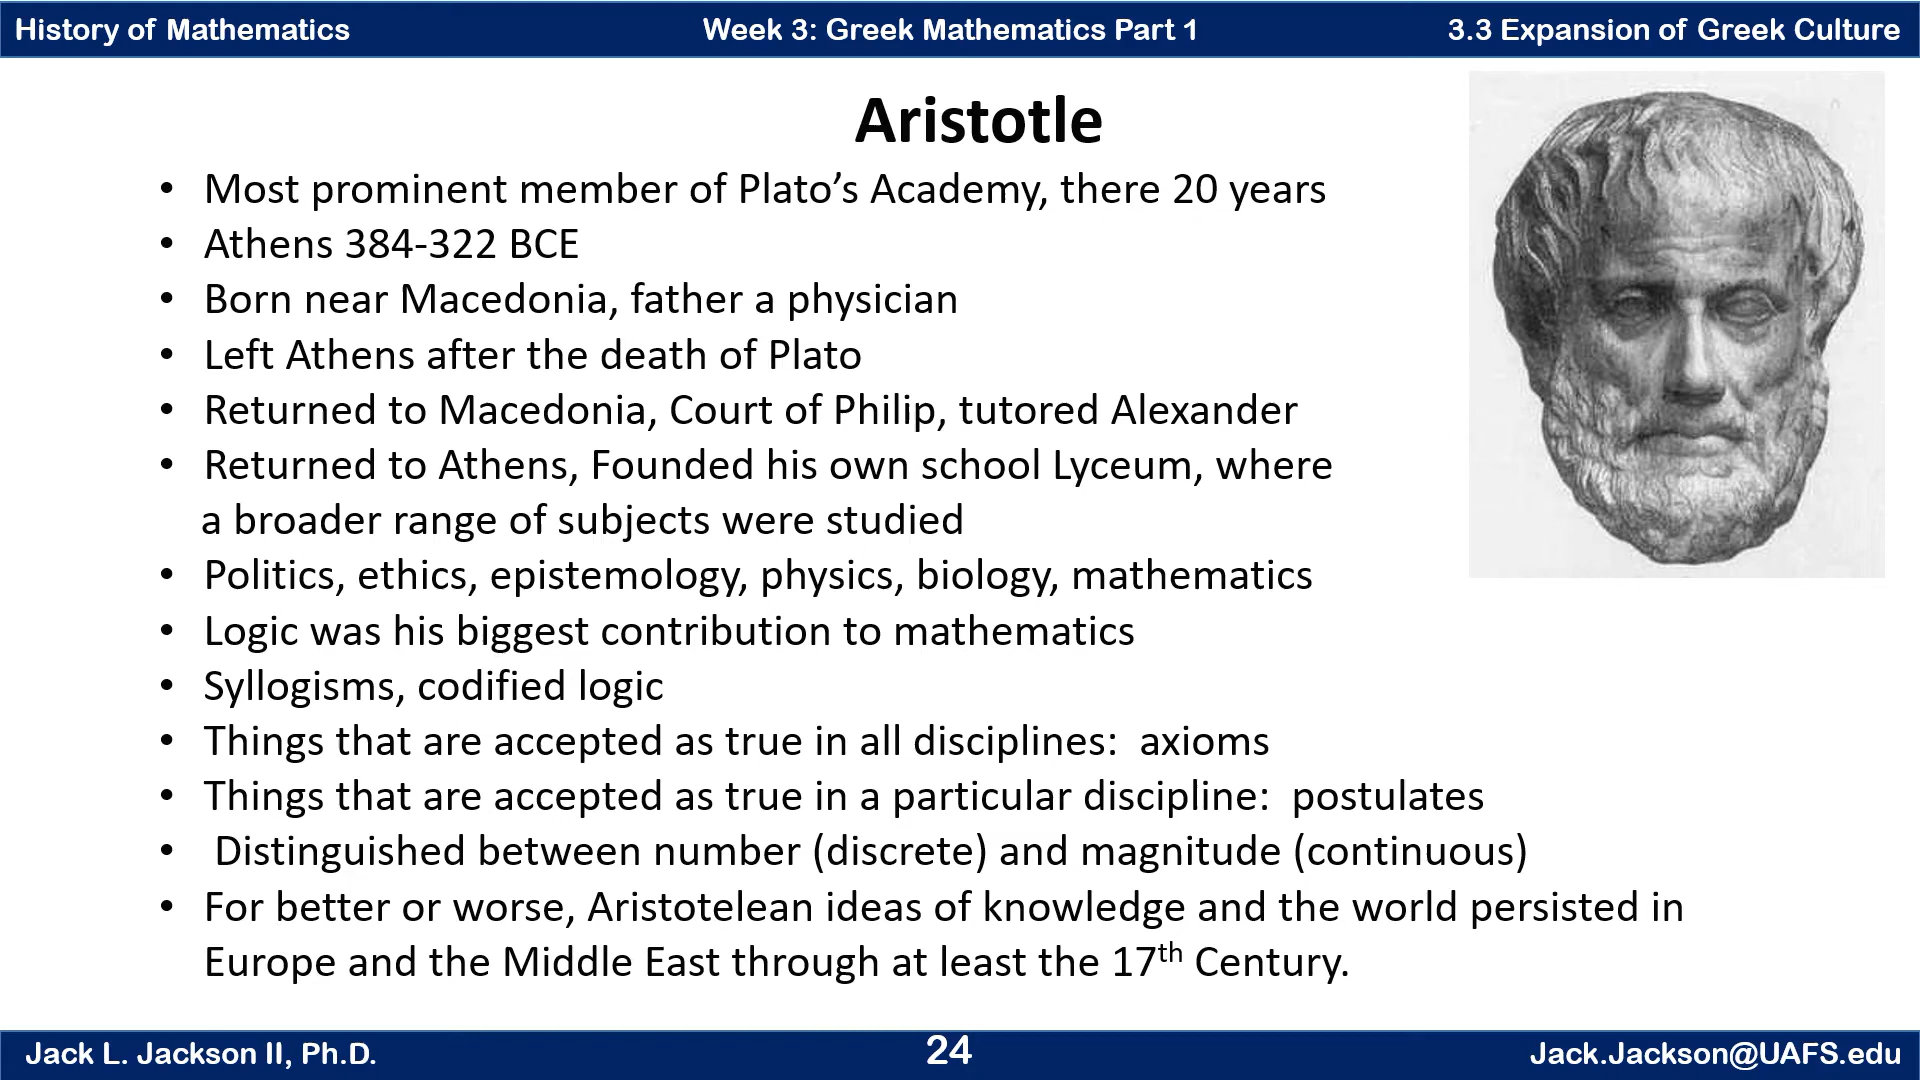 History of Mathematics
Week 3: Greek Mathematics Part 1
3.3 Expansion of Greek Culture
Aristotle
• Most prominent member of Plato’s Academy, there 20 years
• Athens 384-322 BCE
• Born near Macedonia, father a physician
• Left Athens after the death of Plato
• Returned to Macedonia, Court of Philip, tutored Alexander
• Returned to Athens, Founded his own school Lyceum, where
a broader range of subjects were studied
• Politics, ethics, epistemology, physics, biology, mathematics
• Logic was his biggest contribution to mathematics
• Syllogisms, codified logic
• Things that are accepted as true in all disciplines:  axioms
• Things that are accepted as true in a particular discipline:  postulates
• Distinguished between number (discrete) and magnitude (continuous)
• For better or worse, Aristotelean ideas of knowledge and the world persisted in
Europe and the Middle East through at least the 17th Century.
Jack L. Jackson II, Ph.D.
24
Jack.Jackson@UAFS.edu